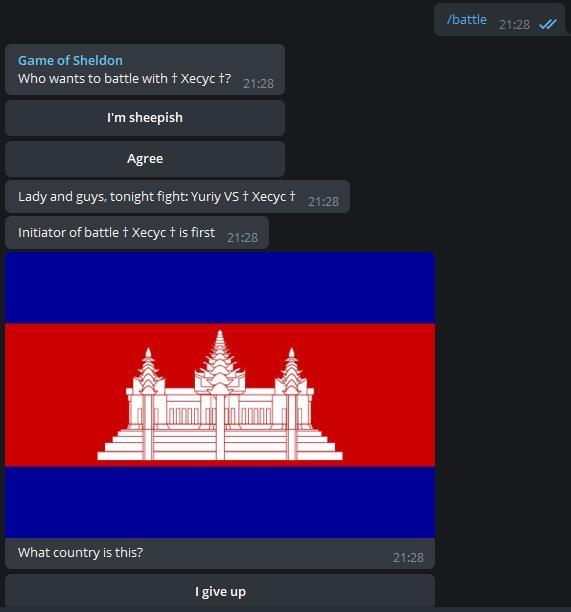 /battle 21:28
Game of Sheldon
Who wants to battle with † Xecyc †? 21:28
I'm sheepish
Agree
Lady and guys, tonight fight: Yuriy VS † Xecyc † 21:28
Initiator of battle † Xecyc † is first 21:28
What country is this? 21:28
I give up